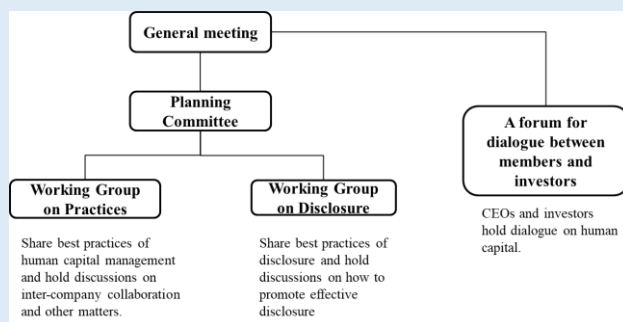 General meeting
Planning
Committee
A forum for
dialogue between
members and
investors
Working Group
on Practices
Working Group
on Disclosure
CEOs and investors
hold dialogue on human
capital.
Share best practices of
human capital management
and hold discussions on
inter-company collaboration
and other matters.
Share best practices of
disclosure and hold
discussions on how to
promote effective
disclosure